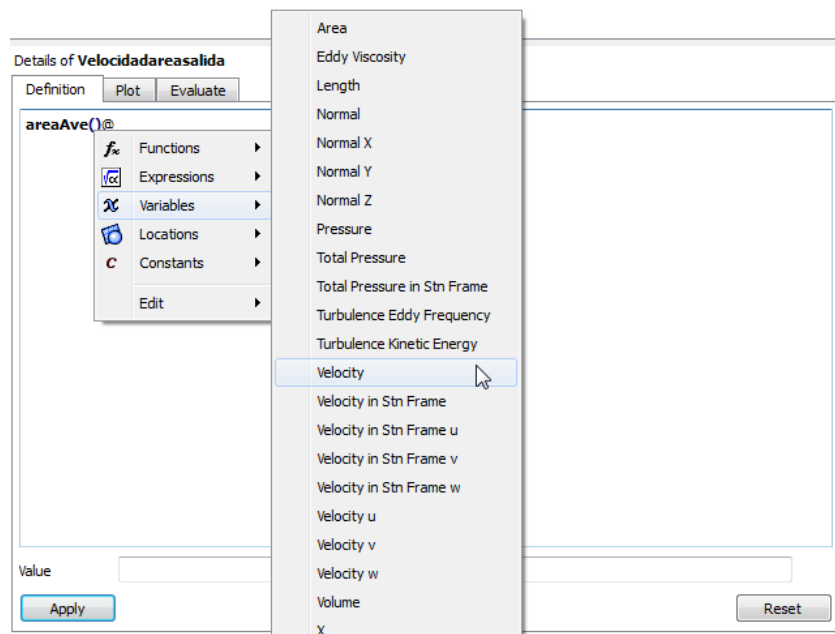 Details of Velocidadareasalida
Definition
Plot
Evaluate
areaAve()@
Functions
Expressions
Variables
Locations
C Constants
Edit
Area
Eddy Viscosity
Length
Normal
Normal X
Normal Y
Normal Z
Pressure
Total Pressure
Total Pressure in Stn Frame
Turbulence Eddy Frequency
Turbulence Kinetic Energy
Velocity
Velocity in Stn Frame
Velocity in Stn Frame u
Velocity in Stn Frame v
Velocity in Stn Frame w
Velocity u
Velocity v
Velocity w
Volume
X
Value
Apply
Reset